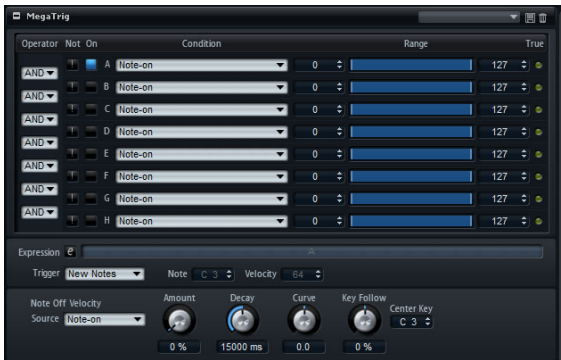 MegaTrig
Operator Not On Condition Range True
A Note-on 0 127
AND
B Note-on 0 127
AND
C Note-on 0 127
AND
D Note-on 0 127
AND
E Note-on 0 127
AND
F Note-on 0 127
AND
G Note-on 0 127
AND
H Note-on 0 127
Expression e A
Trigger New Notes Note C 3 Velocity 64
Note Off Velocity Amount Decay Curve Key Follow
Center Key
Source Note-on C 3
0 % 15000 ms 0.0 0 %